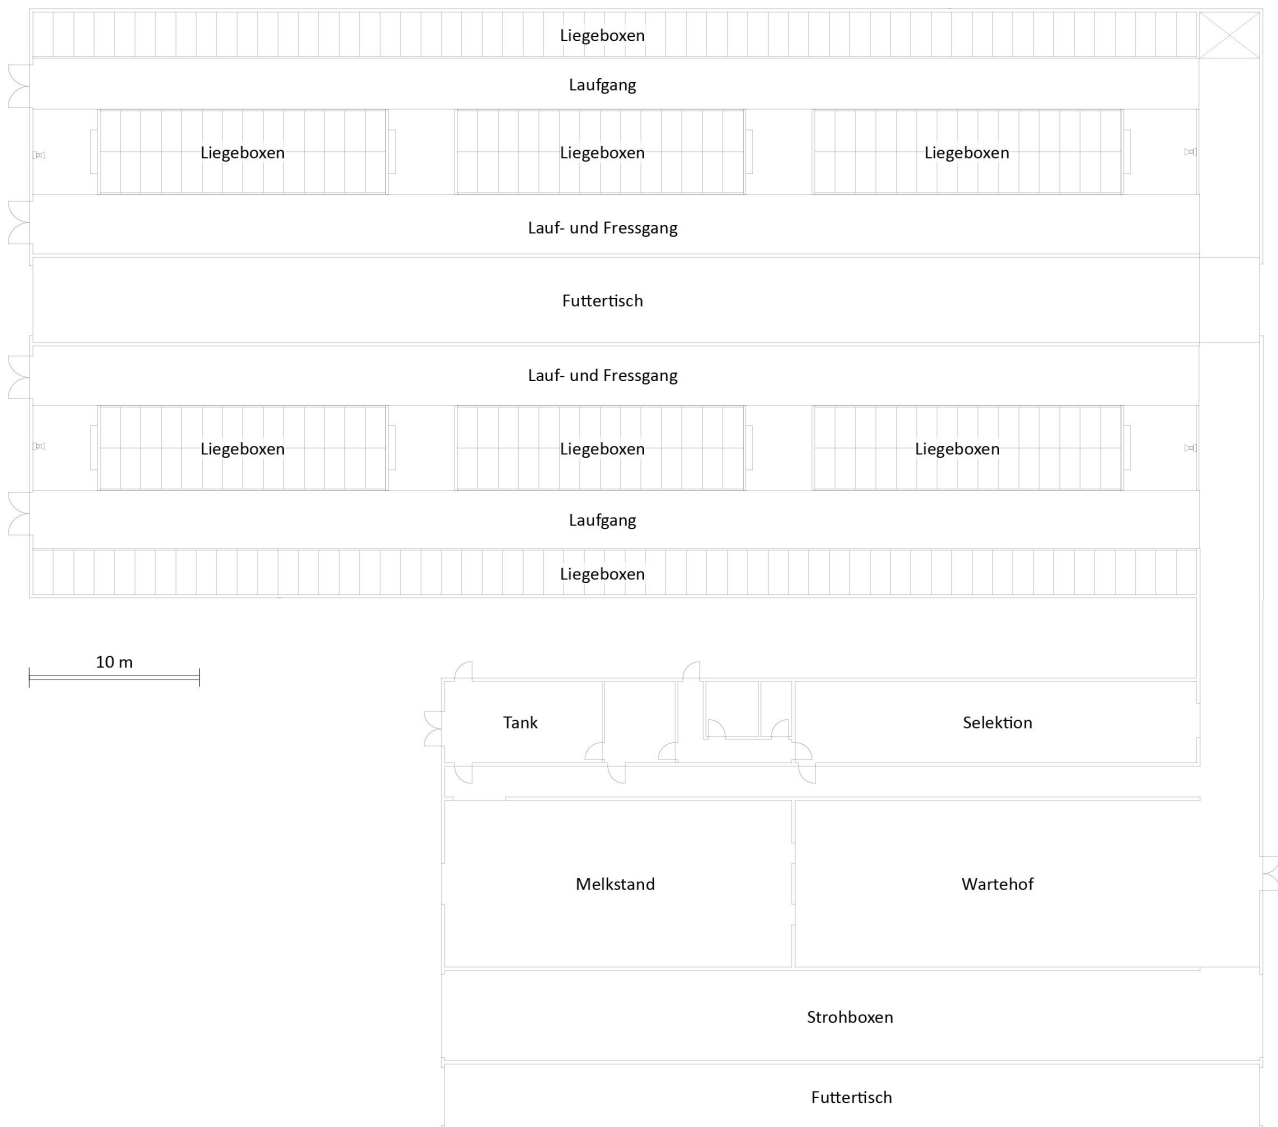 Liegeboxen
Laufgang
Liegeboxen
Liegeboxen
Liegeboxen
Lauf- und Fressgang
Futtertisch
Lauf- und Fressgang
Liegeboxen
Liegeboxen
Liegeboxen
Laufgang
Liegeboxen
10 m
Tank
Selektion
Melkstand
Wartehof
Strohboxen
Futtertisch